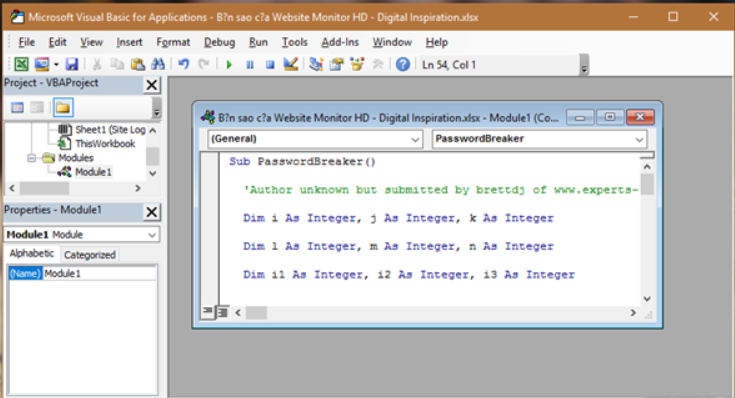 Microsoft Visual Basic for Applications - B?n sao c?a Website Monitor HD - Digital Inspiration.xlsx
File Edit View Insert Format Debug Run Tools Add-Ins Window Help
Ln 54, Col 1
Project - VBAProject
Sheet1 (Site Log
ThisWorkbook
Modules
Module1
Properties - Module1
Module1 Module
Alphabetic Categorized
(Name) Module1
B?n sao c?a Website Monitor HD - Digital Inspiration.xlsx - Module1 (Co...
(General) PasswordBreaker
Sub PasswordBreaker()
'Author unknown but submitted by brettdj of www.experts-
Dim i As Integer, j As Integer, k As Integer
Dim l As Integer, m As Integer, n As Integer
Dim i1 As Integer, i2 As Integer, i3 As Integer